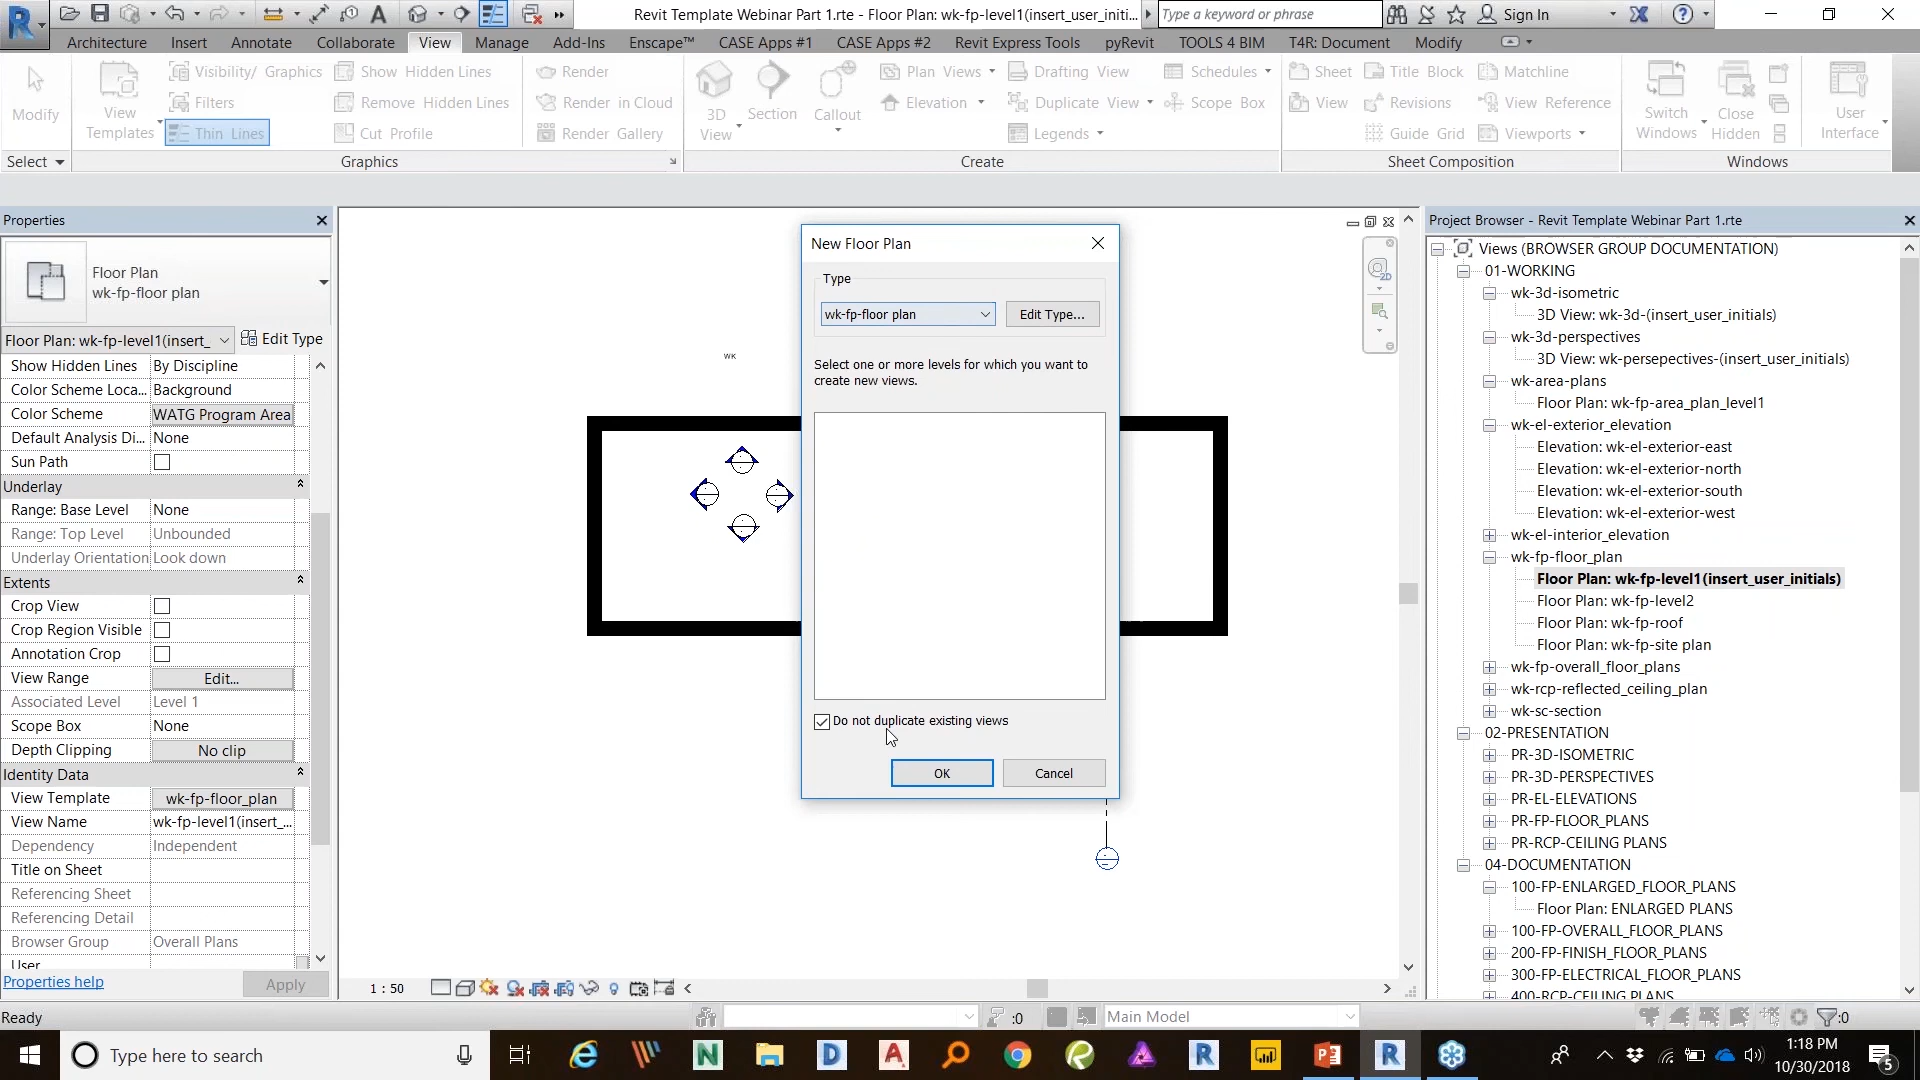 Revit Template Webinar Part 1.rte - Floor Plan: wk-fp-level1(insert_user_initi...
Type a keyword or phrase
Sign In
Architecture Insert Annotate Collaborate View Manage Add-Ins Enscape™ CASE Apps #1 CASE Apps #2 Revit Express Tools pyRevit TOOLS 4 BIM T4R: Document Modify
Modify
View Templates
Visibility/ Graphics
Filters
Thin Lines
Show Hidden Lines
Remove Hidden Lines
Cut Profile
Render
Render in Cloud
Render Gallery
3D View
Section
Callout
Plan Views
Elevation
Drafting View
Duplicate View
Legends
Schedules
Scope Box
Sheet
View
Title Block
Revisions
Guide Grid
Matchline
View Reference
Viewports
Switch Windows
Close Hidden
User Interface
Select
Graphics
Create
Sheet Composition
Windows
Properties
Floor Plan
wk-fp-floor plan
Floor Plan: wk-fp-level1(insert_
Edit Type
Show Hidden Lines By Discipline
Color Scheme Loca... Background
Color Scheme WATG Program Area
Default Analysis Di... None
Sun Path
Underlay
Range: Base Level None
Range: Top Level Unbounded
Underlay Orientation Look down
Extents
Crop View
Crop Region Visible
Annotation Crop
View Range Edit...
Associated Level Level 1
Scope Box None
Depth Clipping No clip
Identity Data
View Template wk-fp-floor_plan
View Name wk-fp-level1(insert_...
Dependency Independent
Title on Sheet
Referencing Sheet
Referencing Detail
Browser Group Overall Plans
User
Properties help
Apply
WK
2D
New Floor Plan
Type
wk-fp-floor plan
Edit Type...
Select one or more levels for which you want to
create new views.
Do not duplicate existing views
OK
Cancel
1 : 50
Project Browser - Revit Template Webinar Part 1.rte
Views (BROWSER GROUP DOCUMENTATION)
01-WORKING
wk-3d-isometric
3D View: wk-3d-(insert_user_initials)
wk-3d-perspectives
3D View: wk-persepectives-(insert_user_initials)
wk-area-plans
Floor Plan: wk-fp-area_plan_level1
wk-el-exterior_elevation
Elevation: wk-el-exterior-east
Elevation: wk-el-exterior-north
Elevation: wk-el-exterior-south
Elevation: wk-el-exterior-west
wk-el-interior_elevation
wk-fp-floor_plan
Floor Plan: wk-fp-level1(insert_user_initials)
Floor Plan: wk-fp-level2
Floor Plan: wk-fp-roof
Floor Plan: wk-fp-site plan
wk-fp-overall_floor_plans
wk-rcp-reflected_ceiling_plan
wk-sc-section
02-PRESENTATION
PR-3D-ISOMETRIC
PR-3D-PERSPECTIVES
PR-EL-ELEVATIONS
PR-FP-FLOOR_PLANS
PR-RCP-CEILING PLANS
04-DOCUMENTATION
100-FP-ENLARGED_FLOOR_PLANS
Floor Plan: ENLARGED PLANS
100-FP-OVERALL_FLOOR_PLANS
200-FP-FINISH_FLOOR_PLANS
300-FP-ELECTRICAL_FLOOR_PLANS
400-RCP-CEILING PLANS
Ready
:0
Main Model
:0
Type here to search
1:18 PM
10/30/2018
5